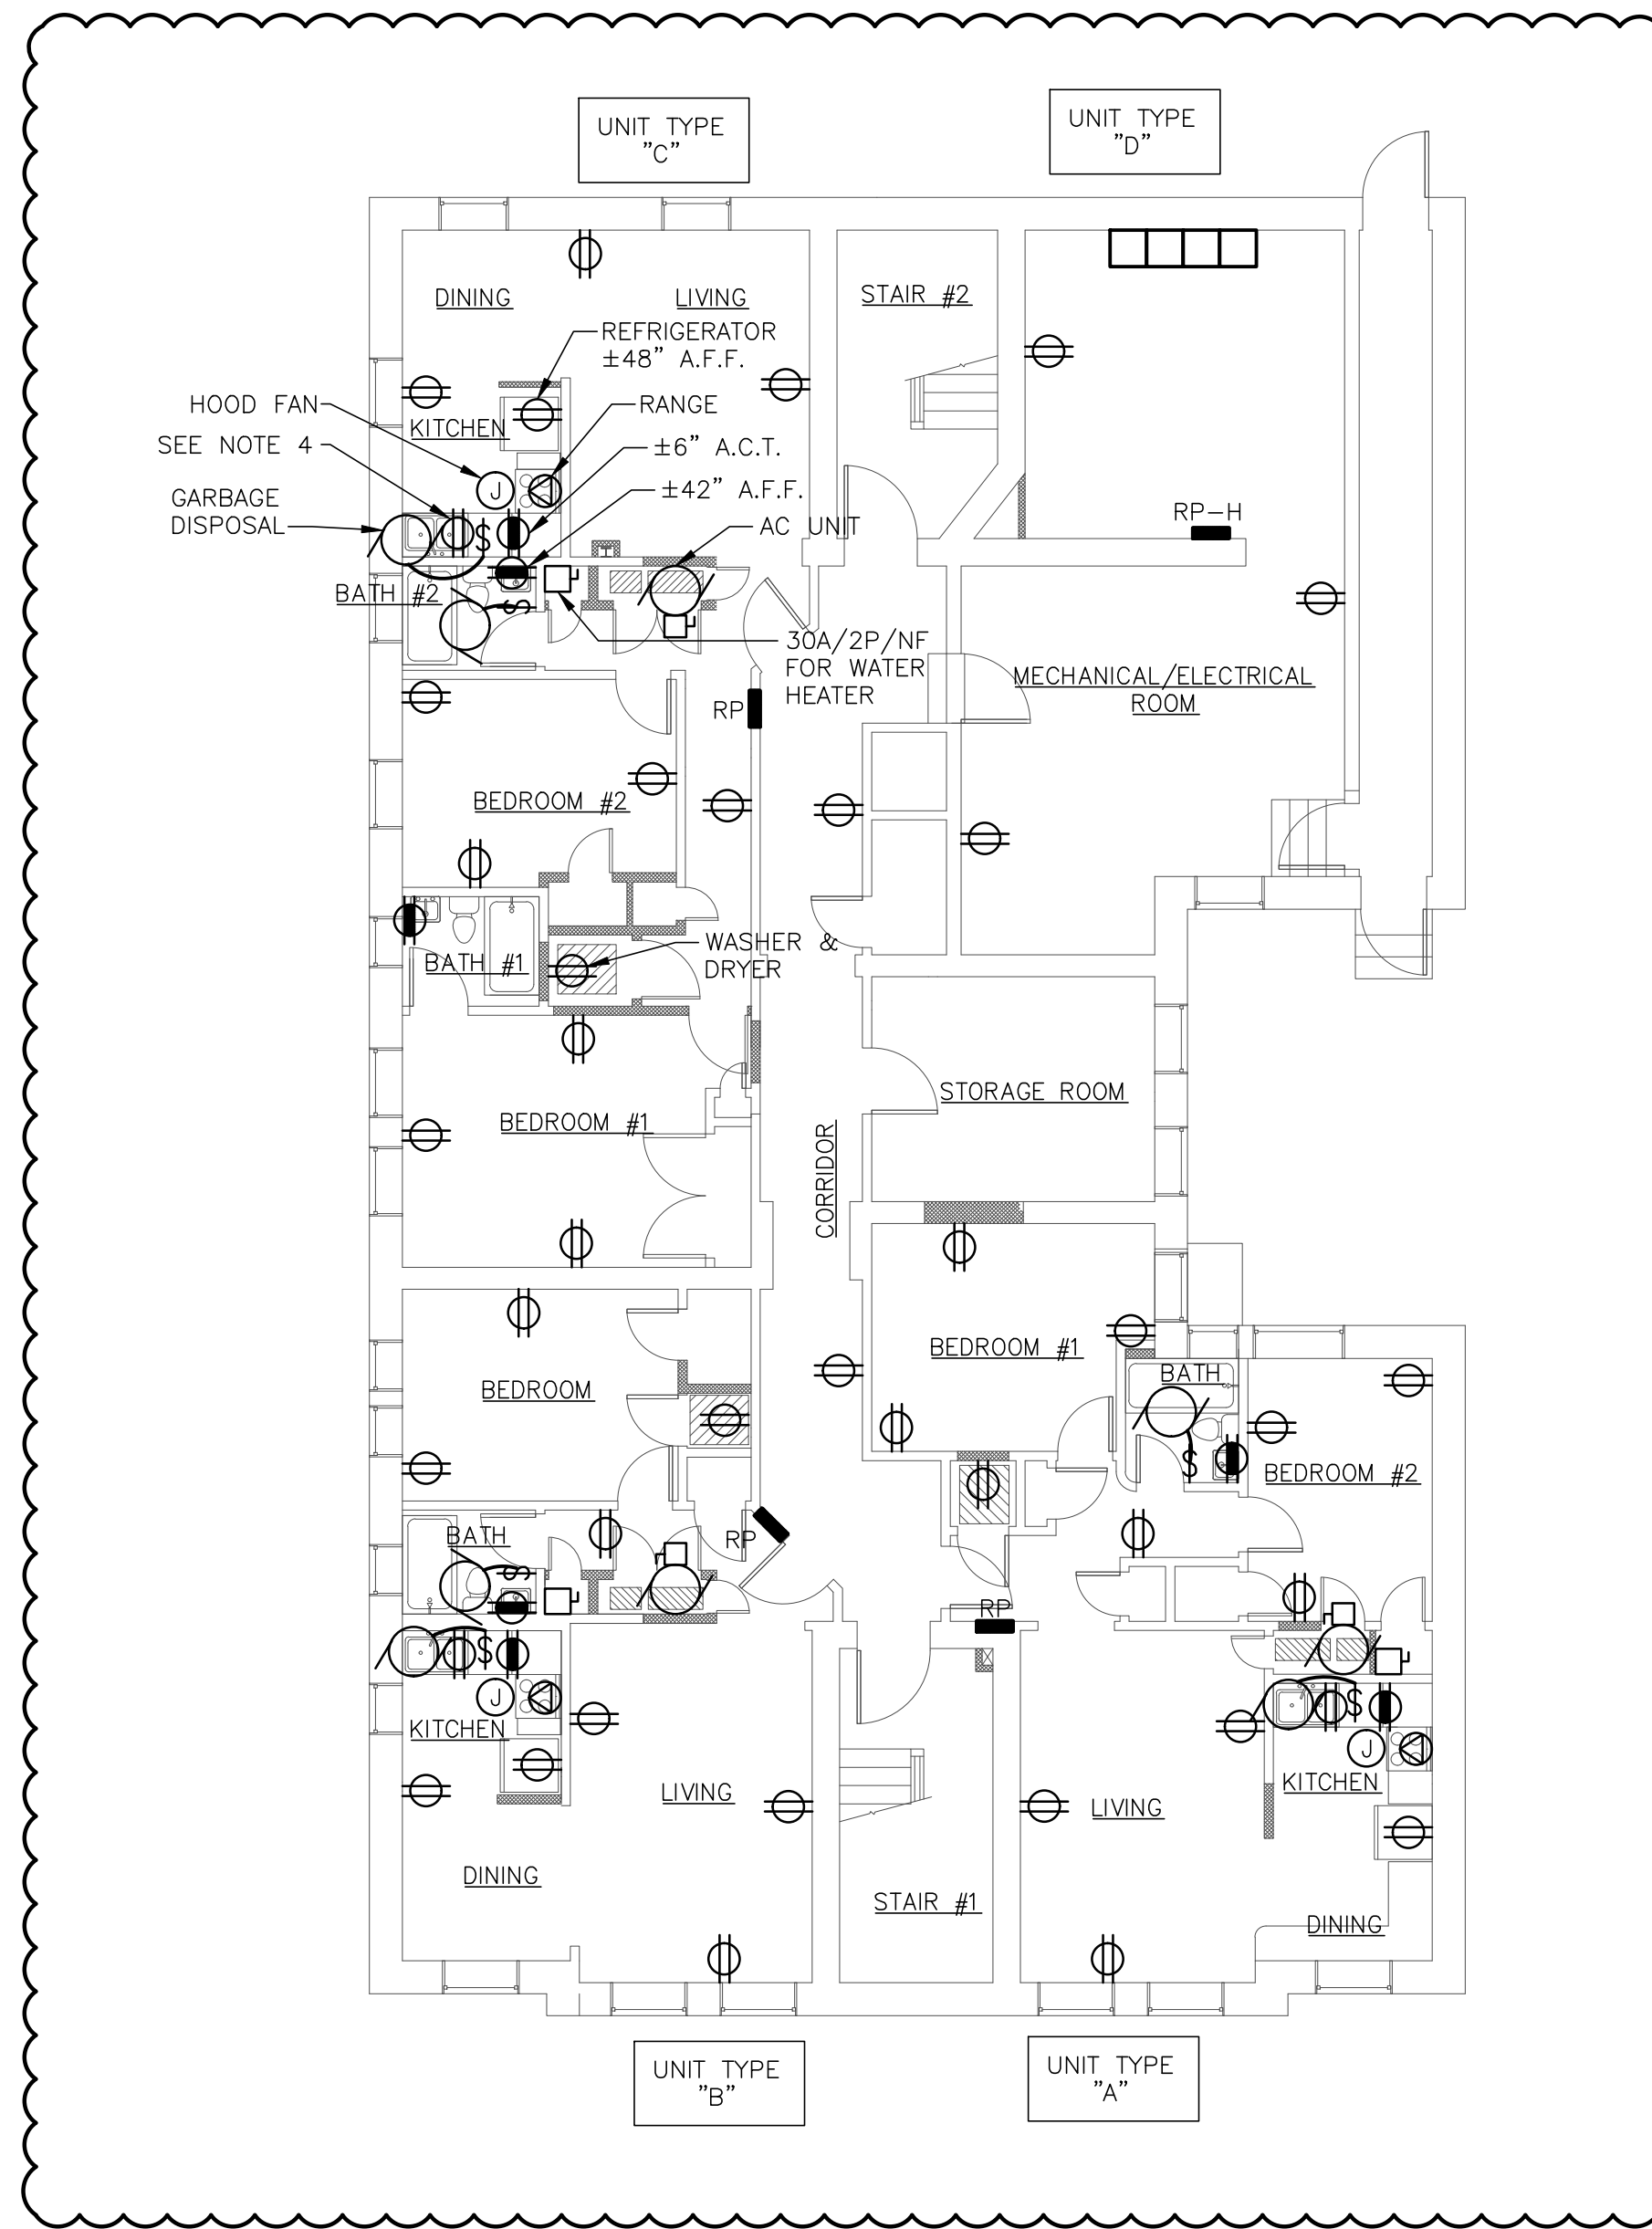 UNIT TYPE
"C"
UNIT TYPE
"D"
DINING
LIVING
STAIR #2
REFRIGERATOR
±48" A.F.F.
HOOD FAN
RANGE
KITCHEN
SEE NOTE 4
±6" A.C.T.
GARBAGE
DISPOSAL
J
±42" A.F.F.
$
AC UNIT
RP-H
BATH #2
$
30A/2P/NF
FOR WATER
HEATER
MECHANICAL/ELECTRICAL
ROOM
RP
BEDROOM #2
WASHER &
DRYER
BATH #1
STORAGE ROOM
BEDROOM #1
CORRIDOR
BEDROOM #1
BATH
BEDROOM
$
BEDROOM #2
BATH
RP
$
RP
$
$
J
KITCHEN
J
KITCHEN
LIVING
LIVING
DINING
STAIR #1
DINING
UNIT TYPE
"B"
UNIT TYPE
"A"